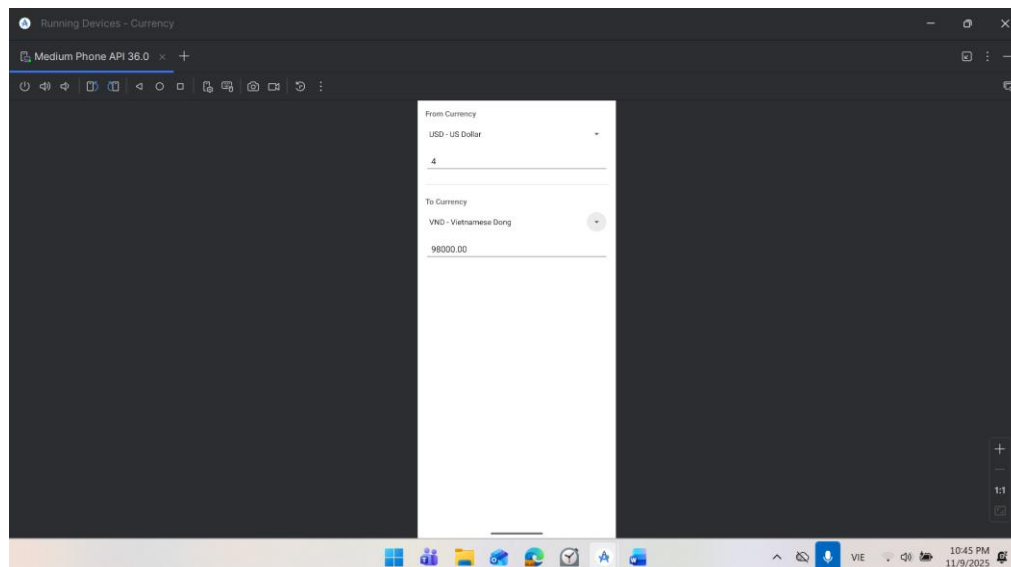 Running Devices - Currency
Medium Phone API 36.0
From Currency
USD - US Dollar
4
To Currency
VND - Vietnamese Dong
98000.00
1:1
VIE
10:45 PM
11/9/2025